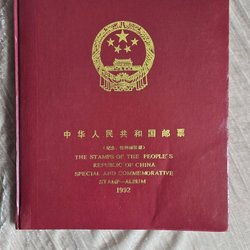 中华人民共和国邮票
(纪念、特种邮票册)
THE STAMPS OF THE PEOPLE'S
REPUBLIC OF CHINA
SPECIAL AND COMMEMORATIVE
STAMP-ALBUM
1992